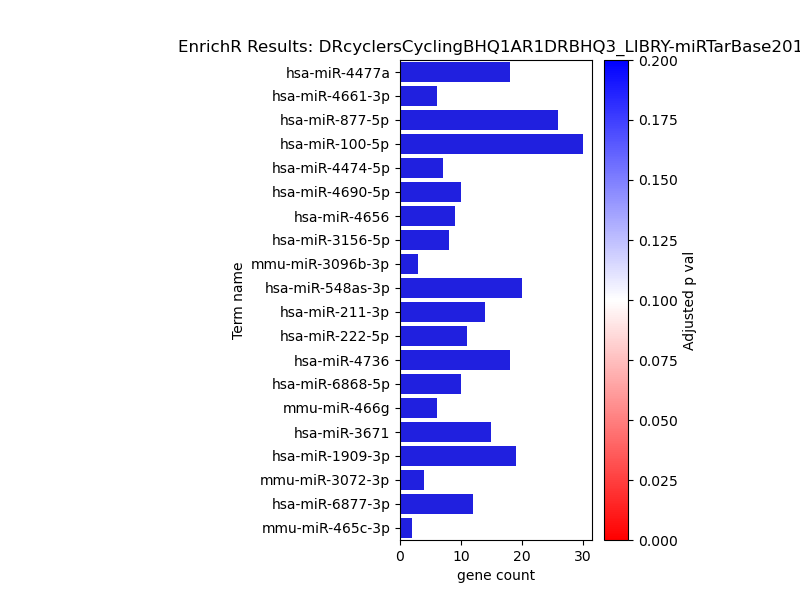 EnrichR Results: DRcyclersCyclingBHQ1AR1DRBHQ3_LIBRY-miRTarBase201
Term name
hsa-miR-4477a
hsa-miR-4661-3p
hsa-miR-877-5p
hsa-miR-100-5p
hsa-miR-4474-5p
hsa-miR-4690-5p
hsa-miR-4656
hsa-miR-3156-5p
mmu-miR-3096b-3p
hsa-miR-548as-3p
hsa-miR-211-3p
hsa-miR-222-5p
hsa-miR-4736
hsa-miR-6868-5p
mmu-miR-466g
hsa-miR-3671
hsa-miR-1909-3p
mmu-miR-3072-3p
hsa-miR-6877-3p
mmu-miR-465c-3p
0 10 20 30
gene count
0.200
0.175
0.150
0.125
0.100
0.075
0.050
0.025
0.000
Adjusted p val